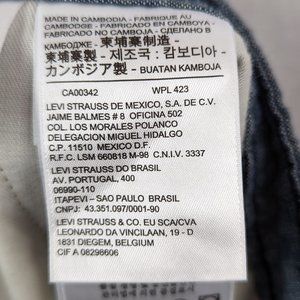 MADE IN CAMBODIA - FABRIQUE AU
CAMBODGE - FABRICADO EN CAMBOYA -
FABRICADO NO CAMBOJA - СДЕЛАНО В
КАМБОДЖЕ - 柬埔寨制造 -
柬埔寨製 - 원산지 : 캄보디아 -
カンボジア製 - BUATAN KAMBOJA
CA00342 WPL 423
LEVI STRAUSS DE MEXICO, S.A. DE C.V.
JAIME BALMES # 8 OFICINA 502
COL. LOS MORALES POLANCO
DELEGACION MIGUEL HIDALGO
C.P. 11510 MEXICO D.F.
R.F.C. LSM 660818 M-98 C.N.I.V. 3337
LEVI STRAUSS DO BRASIL
AV. PORTUGAL, 400
06990-110
ITAPEVI – SAO PAULO BRASIL
CNPJ: 43.351.097/0001-90
LEVI STRAUSS & CO. EU SCA/CVA
LEONARDO DA VINCILAAN, 19 - D
1831 DIEGEM, BELGIUM
CIF A 08298606